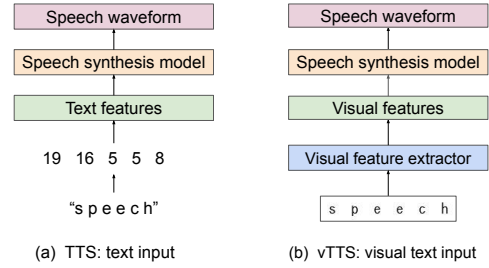 Speech waveform
Speech synthesis model
Text features
19 16 5 5 8
"s p e e c h"
(a) TTS: text input
Speech waveform
Speech synthesis model
Visual features
Visual feature extractor
s p e e c h
(b) vTTS: visual text input